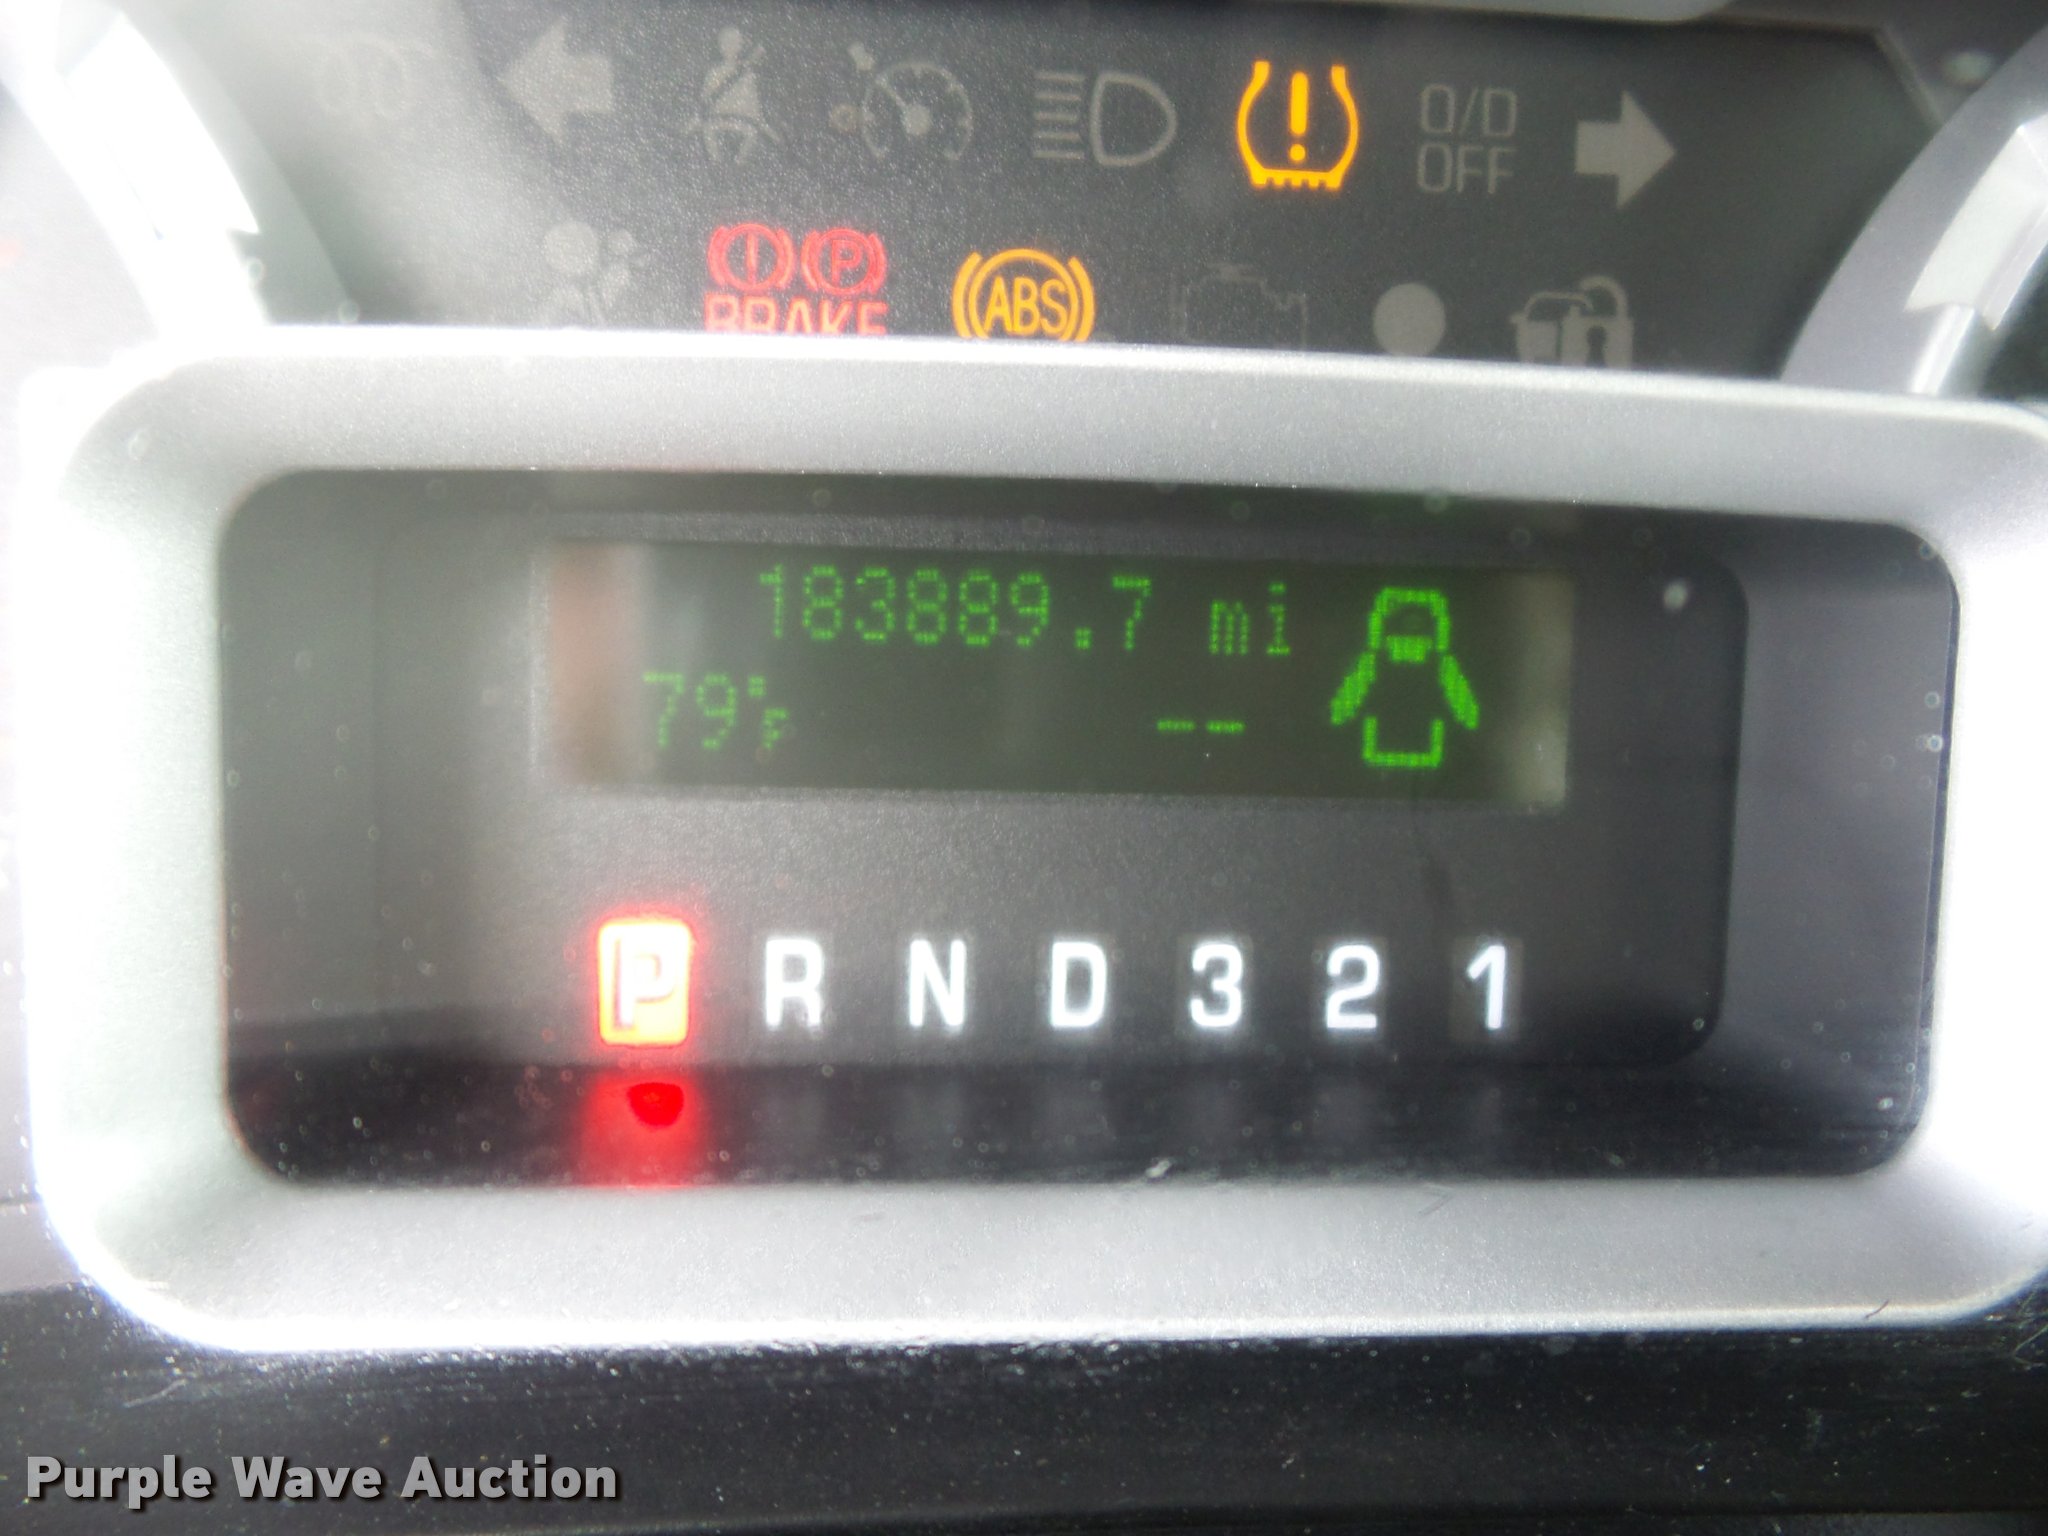 O/D
OFF
BRAKE
ABS
183889.7 mi
79°F --
P R N D 3 2 1
Purple Wave Auction